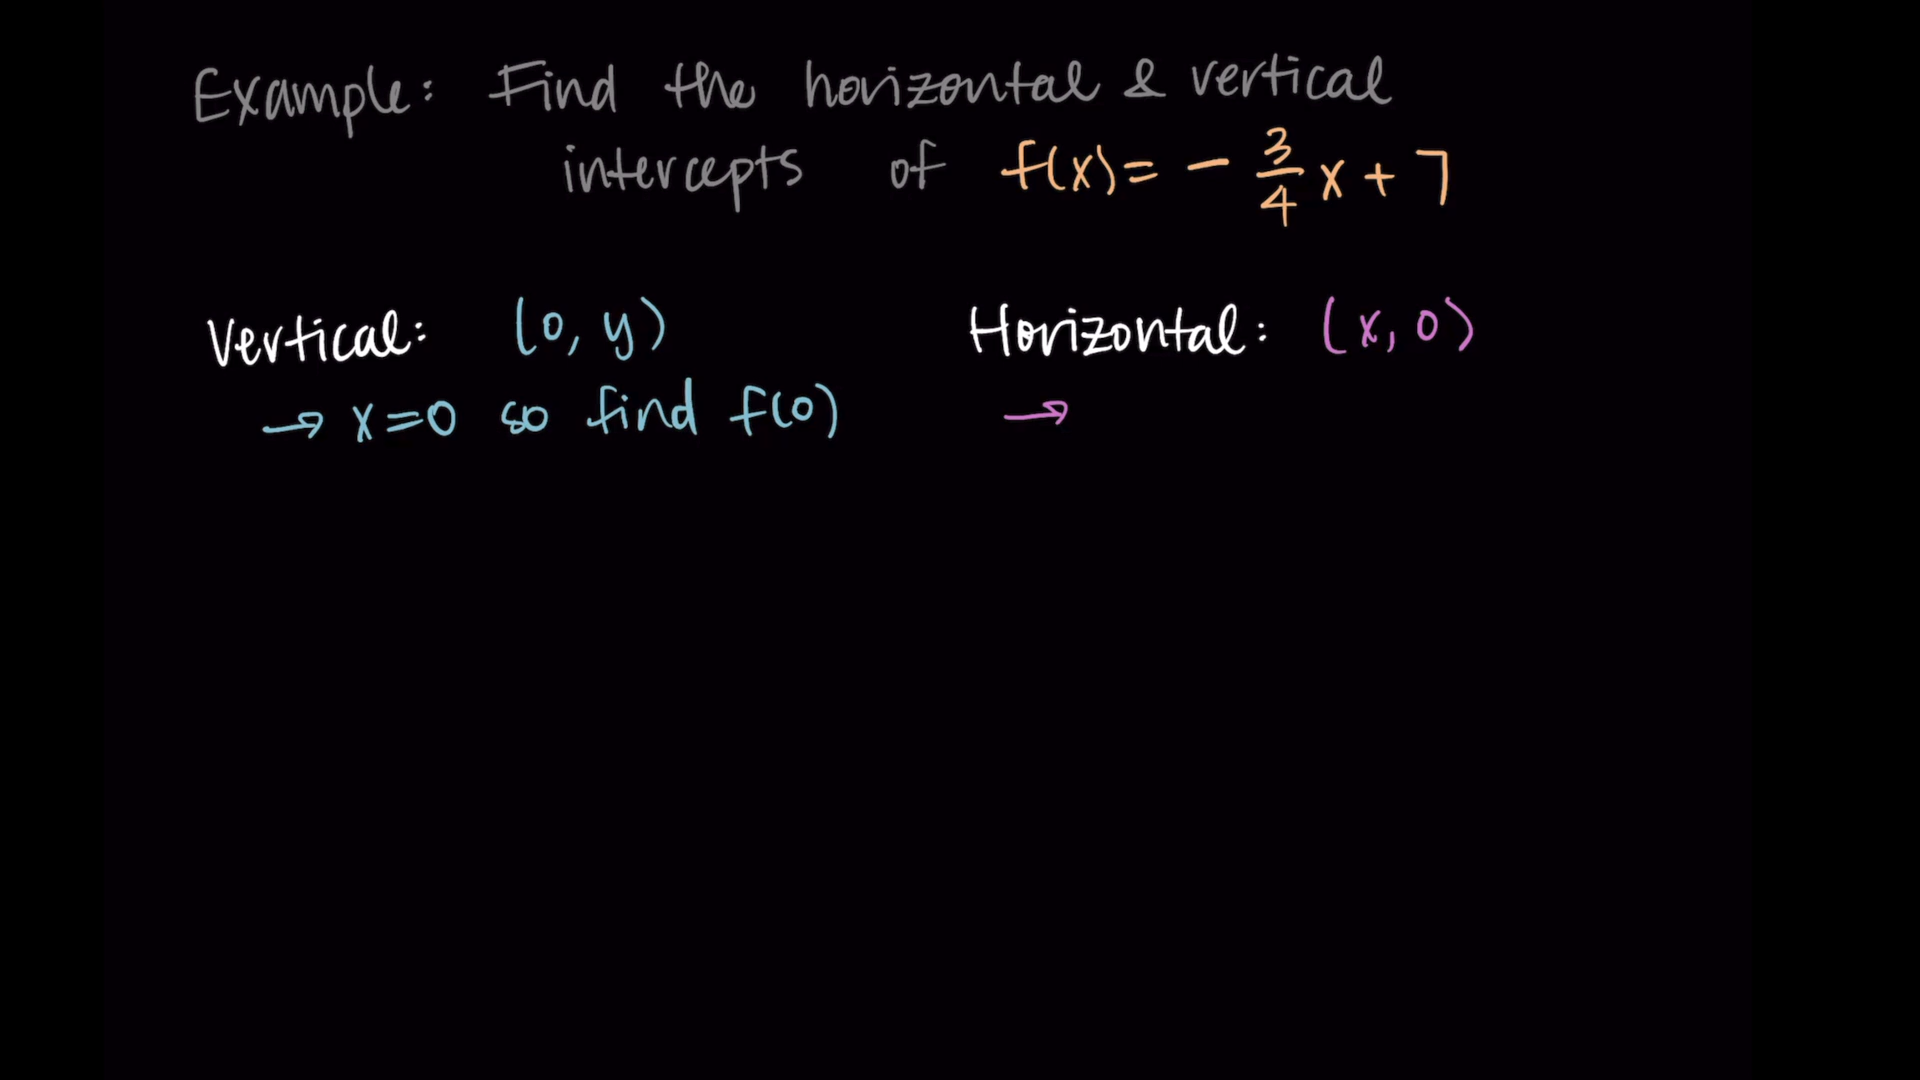 Example: Find the horizontal & vertical
intercepts of f(x) = - 3/4 x + 7
Vertical: (0, y)
→ x=0 so find f(0)
Horizontal: (x, 0)
→